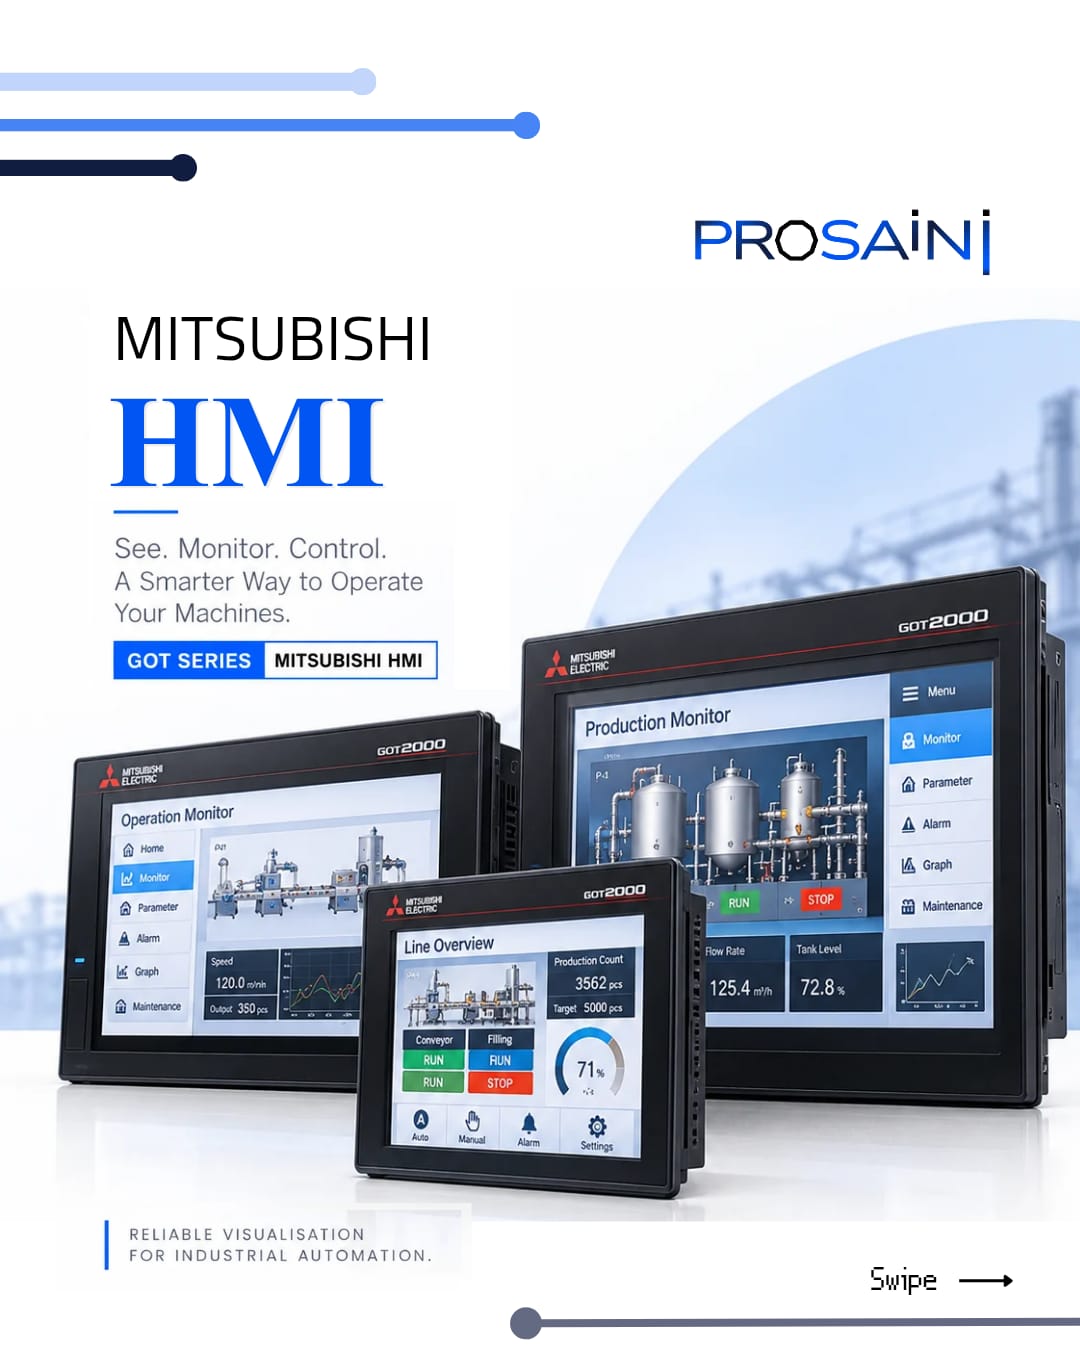 PROSAINI
MITSUBISHI
HMI
See. Monitor. Control.
A Smarter Way to Operate
Your Machines.
GOT SERIES MITSUBISHI HMI
MITSUBISHI
ELECTRIC
GOT2000
Operation Monitor
Home
Monitor
Parameter
Alarm
Graph
Maintenance
Speed
120.0 m/min
Output 350 pcs
MITSUBISHI
ELECTRIC
GOT2000
Production Monitor
P-1
RUN
STOP
Flow Rate
125.4 m³/h
Tank Level
72.8 %
Menu
Monitor
Parameter
Alarm
Graph
Maintenance
MITSUBISHI
ELECTRIC
GOT2000
Line Overview
Production Count
3562 pcs
Target 5000 pcs
Conveyor Filling
RUN RUN
RUN STOP
71%
Auto Manual Alarm Settings
RELIABLE VISUALISATION
FOR INDUSTRIAL AUTOMATION.
Swipe